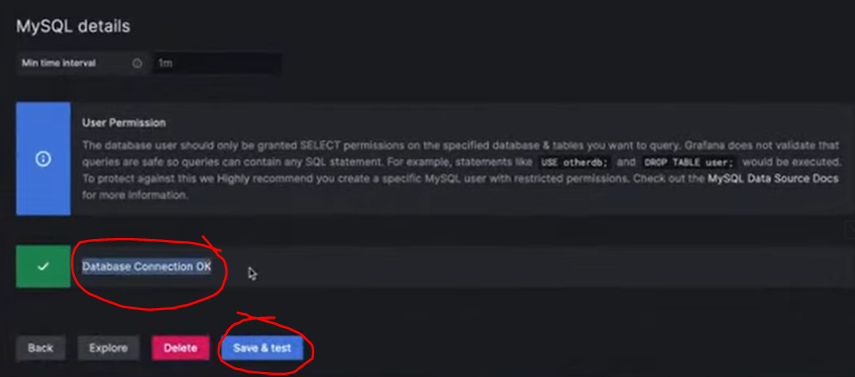 MySQL details
Min time interval 1m
User Permission
The database user should only be granted SELECT permissions on the specified database & tables you want to query. Grafana does not validate that
queries are safe so queries can contain any SQL statement. For example, statements like USE otherdb; and DROP TABLE user; would be executed.
To protect against this we Highly recommend you create a specific MySQL user with restricted permissions. Check out the MySQL Data Source Docs
for more information.
Database Connection OK
Back Explore Delete Save & test